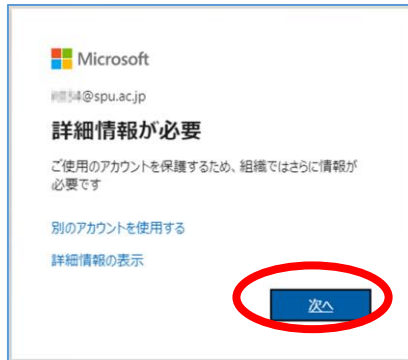 Microsoft
@spu.ac.jp
詳細情報が必要
ご使用のアカウントを保護するため、組織ではさらに情報が
必要です
別のアカウントを使用する
詳細情報の表示
次へ